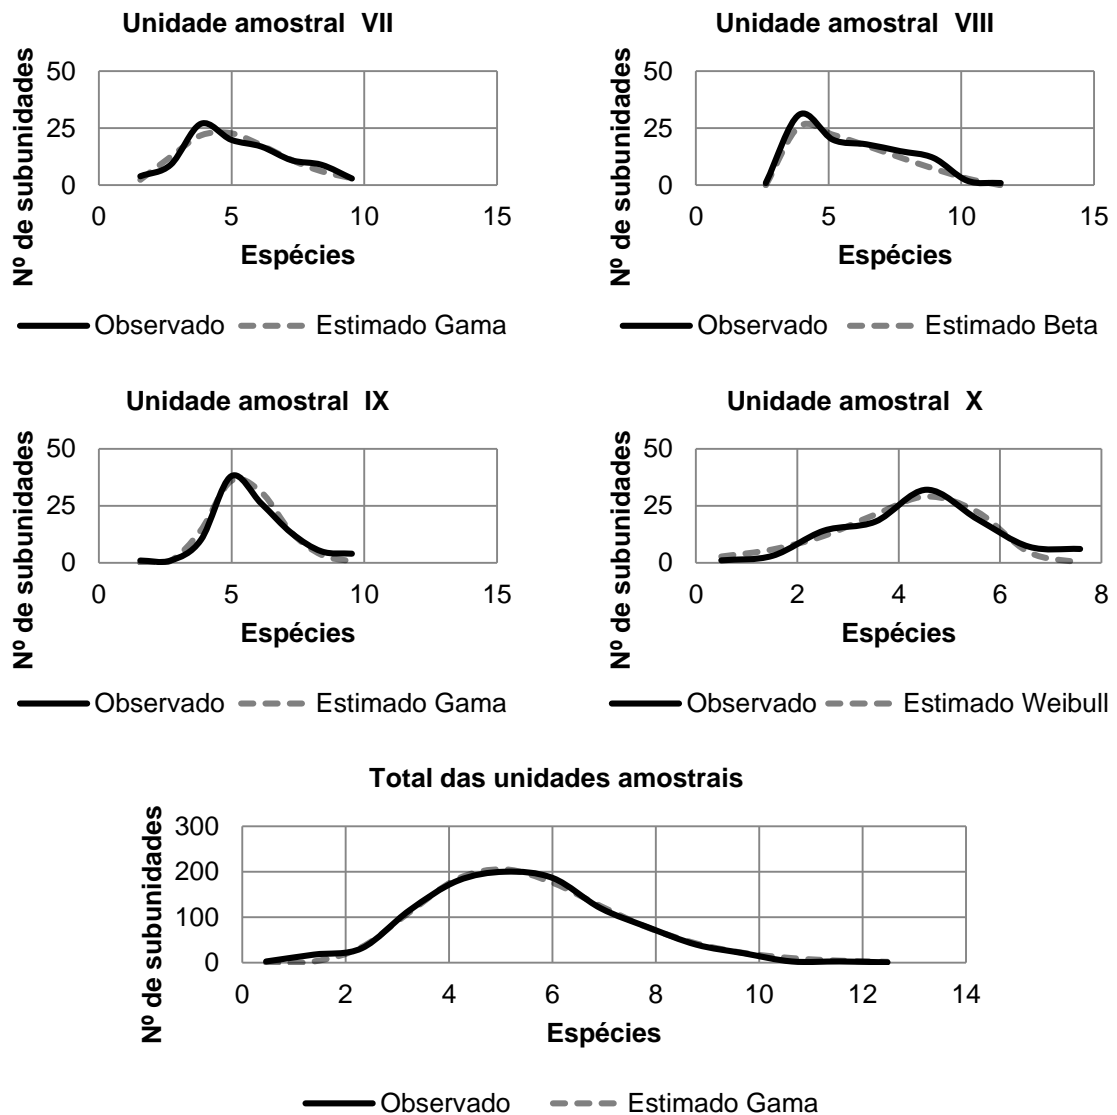 Unidade amostral VII
Nº de subunidades
50
25
0
0 5 10 15
Espécies
Observado Estimado Gama
Unidade amostral VIII
Nº de subunidades
50
25
0
0 5 10 15
Espécies
Observado Estimado Beta
Unidade amostral IX
Nº de subunidades
50
25
0
0 5 10 15
Espécies
Observado Estimado Gama
Unidade amostral X
Nº de subunidades
50
25
0
0 2 4 6 8
Espécies
Observado Estimado Weibull
Total das unidades amostrais
Nº de subunidades
300
200
100
0
0 2 4 6 8 10 12 14
Espécies
Observado Estimado Gama